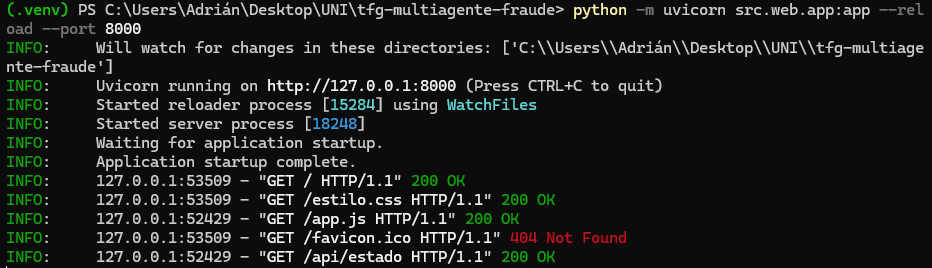 (.venv) PS C:\Users\Adrián\Desktop\UNI\tfg-multiagente-fraude> python -m uvicorn src.web.app:app --rel
oad --port 8000
INFO:     Will watch for changes in these directories: ['C:\\Users\\Adrián\\Desktop\\UNI\\tfg-multiage
nte-fraude']
INFO:     Uvicorn running on http://127.0.0.1:8000 (Press CTRL+C to quit)
INFO:     Started reloader process [15284] using WatchFiles
INFO:     Started server process [18248]
INFO:     Waiting for application startup.
INFO:     Application startup complete.
INFO:     127.0.0.1:53509 - "GET / HTTP/1.1" 200 OK
INFO:     127.0.0.1:53509 - "GET /estilo.css HTTP/1.1" 200 OK
INFO:     127.0.0.1:52429 - "GET /app.js HTTP/1.1" 200 OK
INFO:     127.0.0.1:53509 - "GET /favicon.ico HTTP/1.1" 404 Not Found
INFO:     127.0.0.1:52429 - "GET /api/estado HTTP/1.1" 200 OK